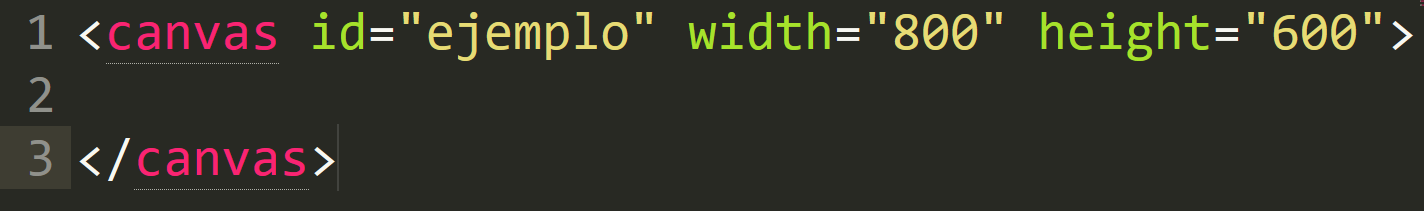 1 <canvas id="ejemplo" width="800" height="600">
2
3 </canvas>